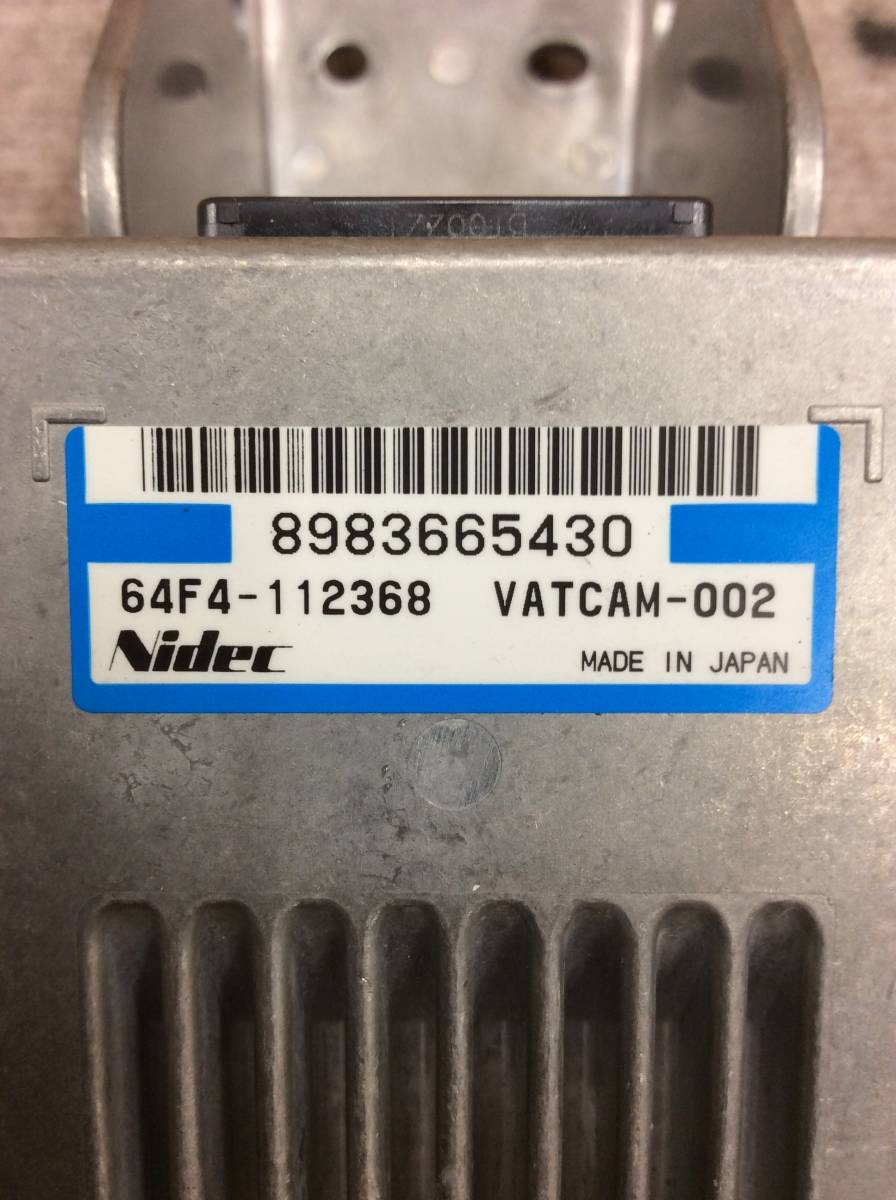 8983665430
64F4-112368 VATCAM-002
Nidec MADE IN JAPAN